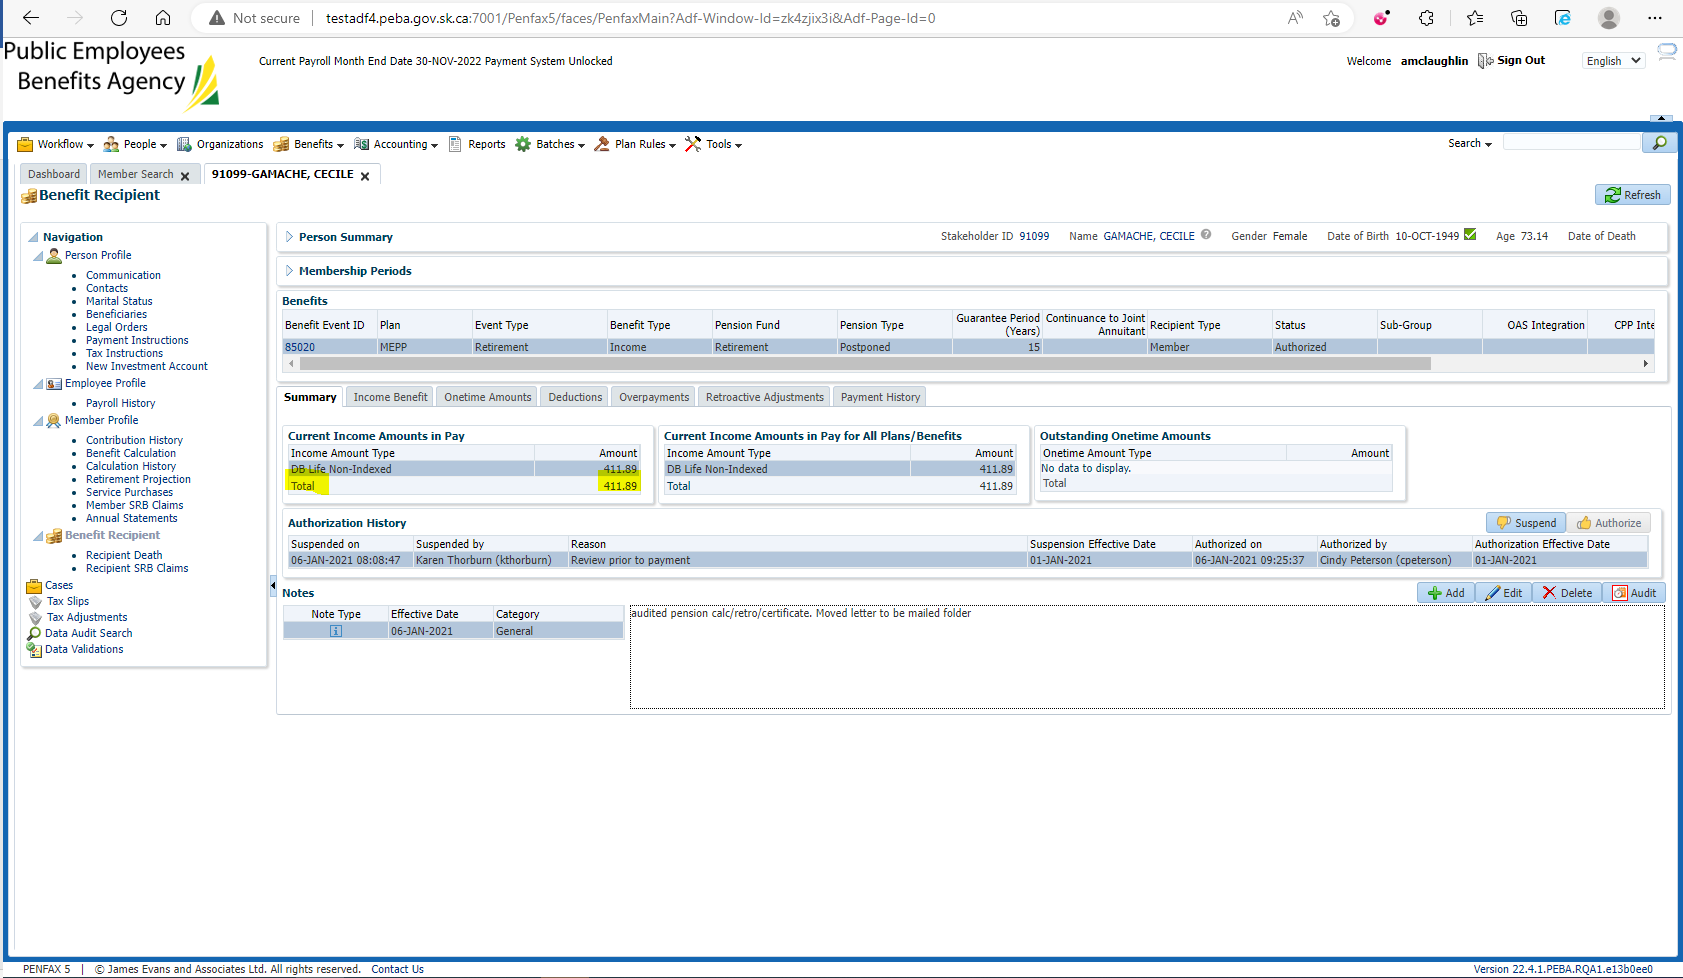 Not secure
testadf4.peba.gov.sk.ca:7001/Penfax5/faces/PenfaxMain?Adf-Window-Id=zk4zjix3i&Adf-Page-Id=0
Public Employees
Benefits Agency
Current Payroll Month End Date 30-NOV-2022 Payment System Unlocked
Welcome amclaughlin Sign Out English
Workflow People Organizations Benefits Accounting Reports Batches Plan Rules Tools Search
Dashboard Member Search 91099-GAMACHE, CECILE
Benefit Recipient
Refresh
Navigation
Person Profile
Communication
Contacts
Marital Status
Beneficiaries
Legal Orders
Payment Instructions
Tax Instructions
New Investment Account
Employee Profile
Payroll History
Member Profile
Contribution History
Benefit Calculation
Calculation History
Retirement Projection
Service Purchases
Member SRB Claims
Annual Statements
Benefit Recipient
Recipient Death
Recipient SRB Claims
Cases
Tax Slips
Tax Adjustments
Data Audit Search
Data Validations
Person Summary Stakeholder ID 91099 Name GAMACHE, CECILE Gender Female Date of Birth 10-OCT-1949 Age 73.14 Date of Death
Membership Periods
Benefits
Benefit Event ID Plan Event Type Benefit Type Pension Fund Pension Type Guarantee Period (Years) Continuance to Joint Annuitant Recipient Type Status Sub-Group OAS Integration CPP Inte
85020 MEPP Retirement Income Retirement Postponed 15 Member Authorized
Summary Income Benefit Onetime Amounts Deductions Overpayments Retroactive Adjustments Payment History
Current Income Amounts in Pay
Income Amount Type Amount
DB Life Non-Indexed 411.89
Total 411.89
Current Income Amounts in Pay for All Plans/Benefits
Income Amount Type Amount
DB Life Non-Indexed 411.89
Total 411.89
Outstanding Onetime Amounts
Onetime Amount Type Amount
No data to display.
Total
Authorization History Suspend Authorize
Suspended on Suspended by Reason Suspension Effective Date Authorized on Authorized by Authorization Effective Date
06-JAN-2021 08:08:47 Karen Thorburn (kthorburn) Review prior to payment 01-JAN-2021 06-JAN-2021 09:25:37 Cindy Peterson (cpeterson) 01-JAN-2021
Notes Add Edit Delete Audit
Note Type Effective Date Category
06-JAN-2021 General
audited pension calc/retro/certificate. Moved letter to be mailed folder
PENFAX 5 | © James Evans and Associates Ltd. All rights reserved. Contact Us
Version 22.4.1.PEBA.RQA1.e13b0ee0